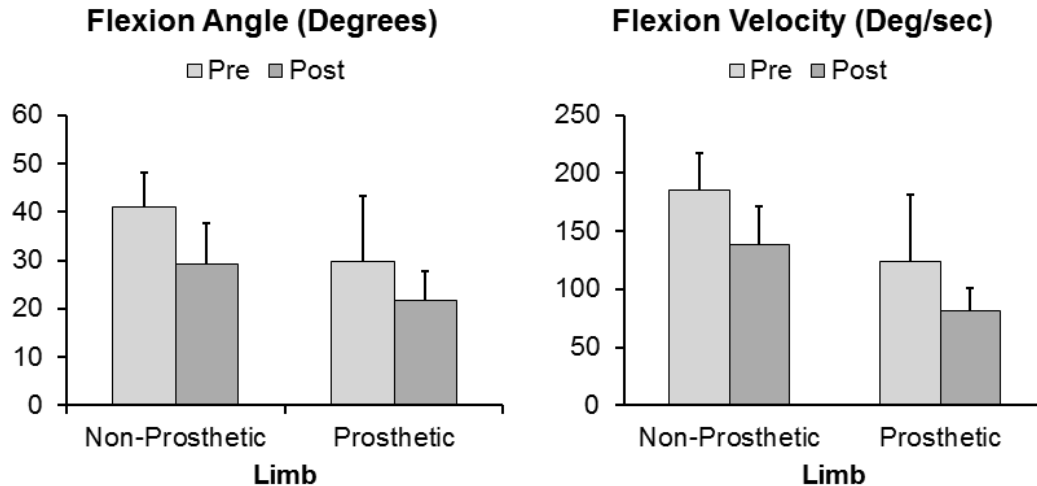 Flexion Angle (Degrees)
Pre Post
60
50
40
30
20
10
0
Non-Prosthetic Prosthetic
Limb
Flexion Velocity (Deg/sec)
Pre Post
250
200
150
100
50
0
Non-Prosthetic Prosthetic
Limb